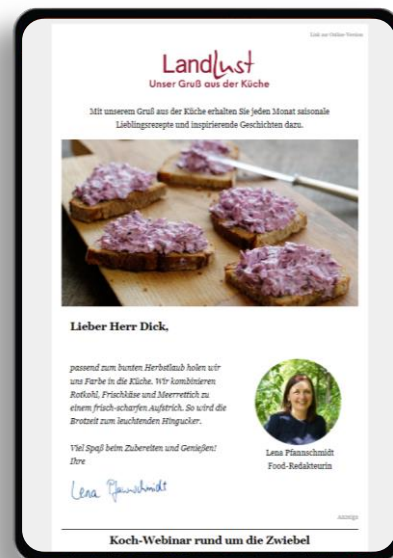 Link zur Online-Version
Landlust
Unser Gruß aus der Küche
Mit unserem Gruß aus der Küche erhalten Sie jeden Monat saisonale
Lieblingsrezepte und inspirierende Geschichten dazu.
Lieber Herr Dick,
passend zum bunten Herbstlaub holen wir
uns Farbe in die Küche. Wir kombinieren
Rotkohl, Frischkäse und Meerrettich zu
einem frisch-scharfen Aufstrich. So wird die
Brotzeit zum leuchtenden Hingucker.
Viel Spaß beim Zubereiten und Genießen!
Ihre
Lena Pfannschmidt
Lena Pfannschmidt
Food-Redakteurin
Anzeige
Koch-Webinar rund um die Zwiebel